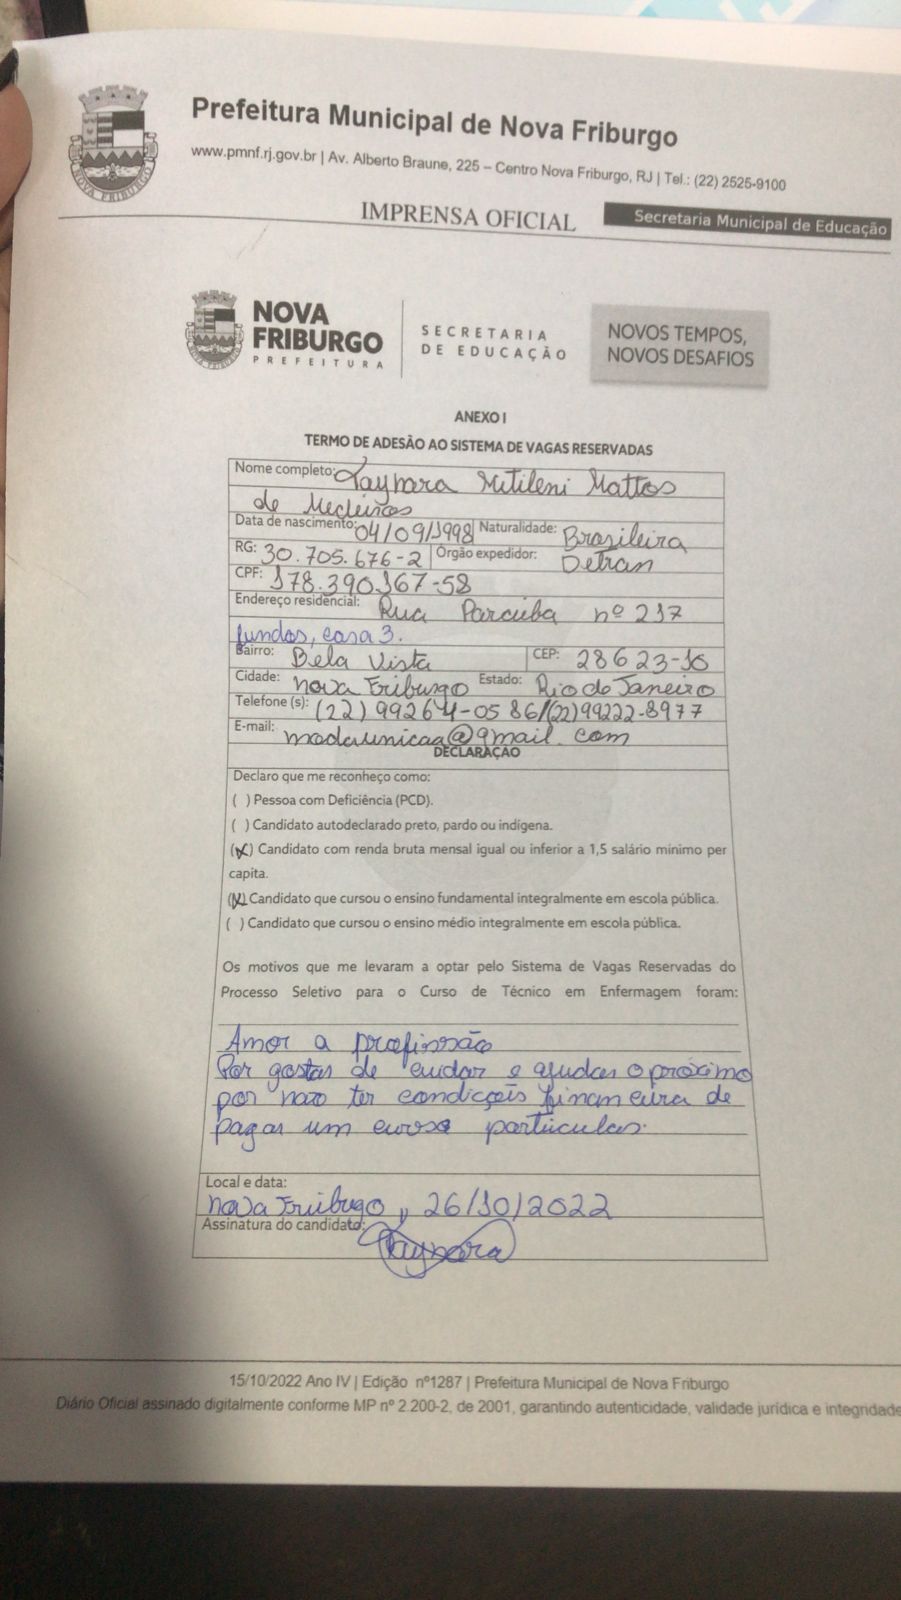 Prefeitura Municipal de Nova Friburgo
www.pmnf.rj.gov.br | Av. Alberto Braune, 225 – Centro Nova Friburgo, RJ | Tel.: (22) 2525-9100
IMPRENSA OFICIAL Secretaria Municipal de Educação
NOVA FRIBURGO
NOVA FRIBURGO PREFEITURA
SECRETARIA DE EDUCAÇÃO
NOVOS TEMPOS, NOVOS DESAFIOS
ANEXO I
TERMO DE ADESÃO AO SISTEMA DE VAGAS RESERVADAS
Nome completo: Taynara Mitileni Mattos
de Medeiros
Data de nascimento: 04/09/1998 Naturalidade: Brasileira
RG: 30.705.676-2 Órgão expedidor: Detran
CPF: 178.390.167-58
Endereço residencial: Rua Paraiba nº 217
fundos, casa 3.
Bairro: Bela Vista CEP: 28623-10
Cidade: Nova Friburgo Estado: Rio de Janeiro
Telefone (s): (22) 99264-0586/(22)99222-8977
E-mail: modaunicaa@gmail.com
DECLARAÇÃO
Declaro que me reconheço como:
( ) Pessoa com Deficiência (PCD).
( ) Candidato autodeclarado preto, pardo ou indígena.
(X) Candidato com renda bruta mensal igual ou inferior a 1,5 salário mínimo per
capita.
(X) Candidato que cursou o ensino fundamental integralmente em escola pública.
( ) Candidato que cursou o ensino médio integralmente em escola pública.
Os motivos que me levaram a optar pelo Sistema de Vagas Reservadas do
Processo Seletivo para o Curso de Técnico em Enfermagem foram:
Amor a profissão
Por gostar de cuidar e ajudar o próximo
por não ter condições financeira de
pagar um curso particular.
Local e data:
Nova Friburgo, 26/10/2022
Assinatura do candidato: Taynara
15/10/2022 Ano IV | Edição nº1287 | Prefeitura Municipal de Nova Friburgo
Diário Oficial assinado digitalmente conforme MP nº 2.200-2, de 2001, garantindo autenticidade, validade jurídica e integridade